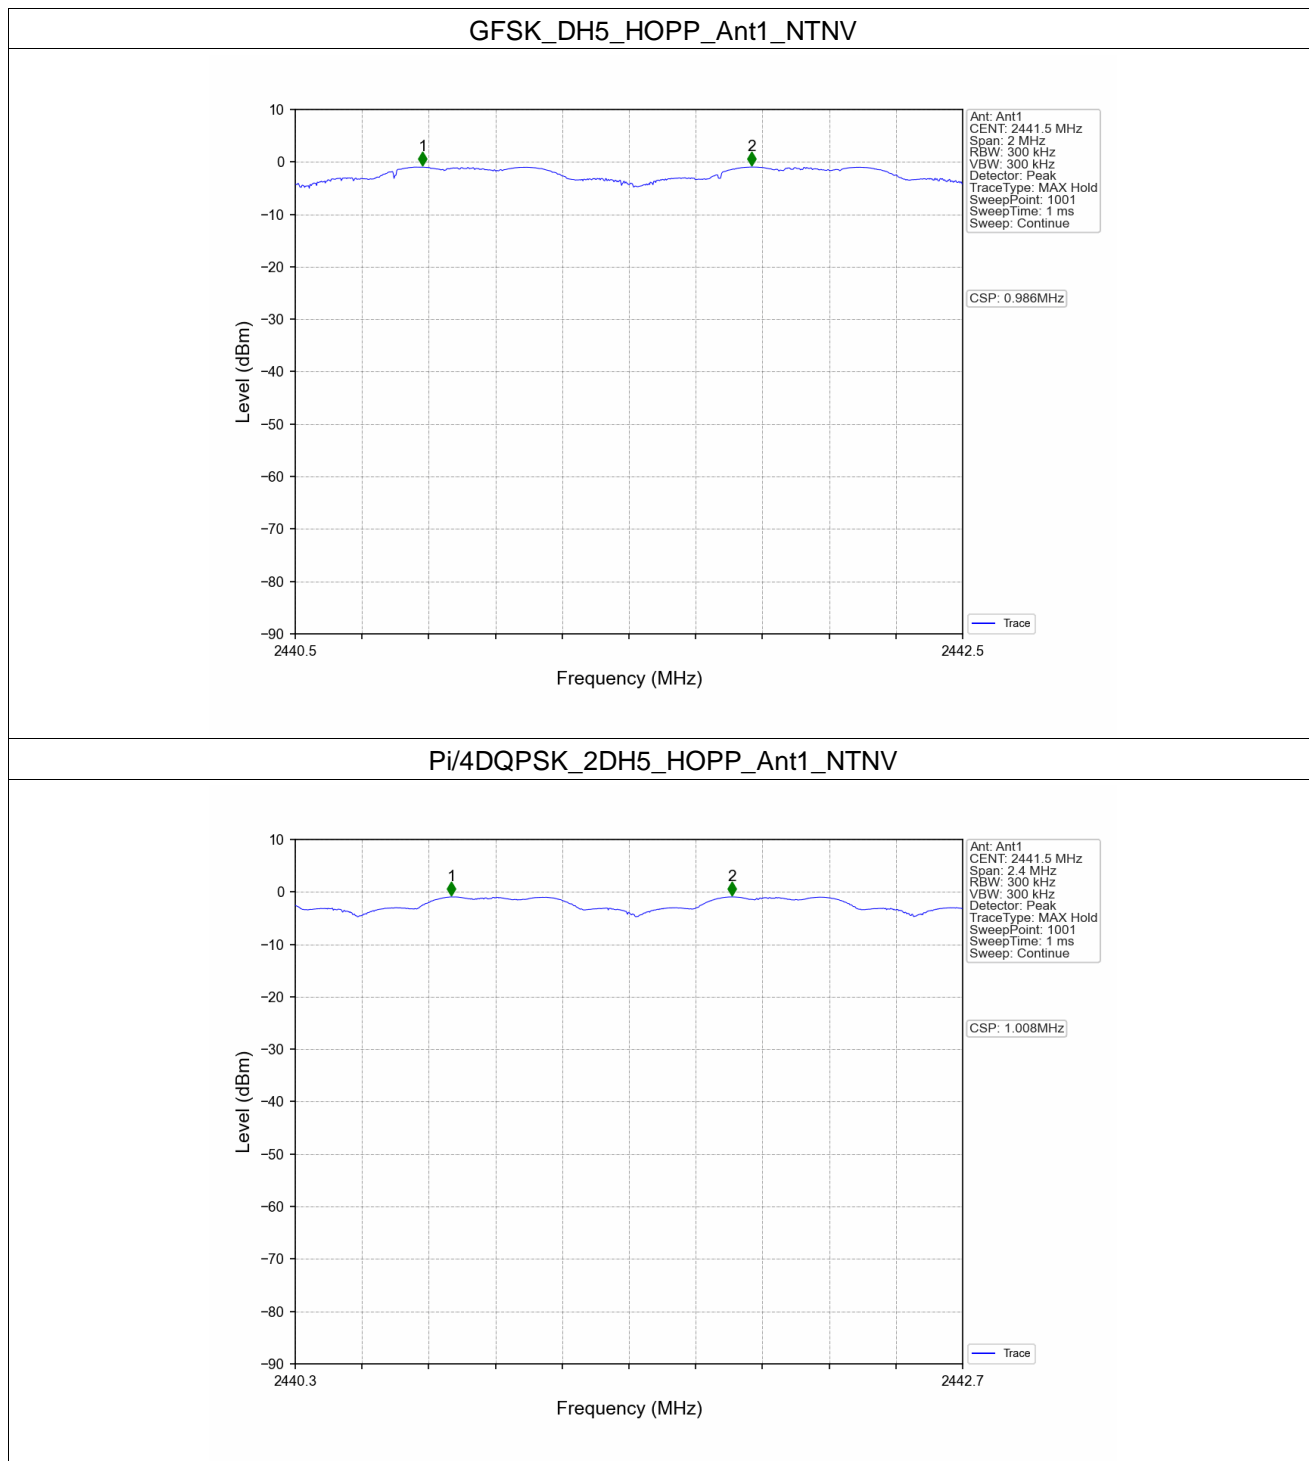 GFSK_DH5_HOPP_Ant1_NTNV
10
0
−10
−20
−30
−40
−50
−60
−70
−80
−90
Level (dBm)
1
2
2440.5
2442.5
Frequency (MHz)
Ant: Ant1
CENT: 2441.5 MHz
Span: 2 MHz
RBW: 300 kHz
VBW: 300 kHz
Detector: Peak
TraceType: MAX Hold
SweepPoint: 1001
SweepTime: 1 ms
Sweep: Continue
CSP: 0.986MHz
Trace
Pi/4DQPSK_2DH5_HOPP_Ant1_NTNV
10
0
−10
−20
−30
−40
−50
−60
−70
−80
−90
Level (dBm)
1
2
2440.3
2442.7
Frequency (MHz)
Ant: Ant1
CENT: 2441.5 MHz
Span: 2.4 MHz
RBW: 300 kHz
VBW: 300 kHz
Detector: Peak
TraceType: MAX Hold
SweepPoint: 1001
SweepTime: 1 ms
Sweep: Continue
CSP: 1.008MHz
Trace